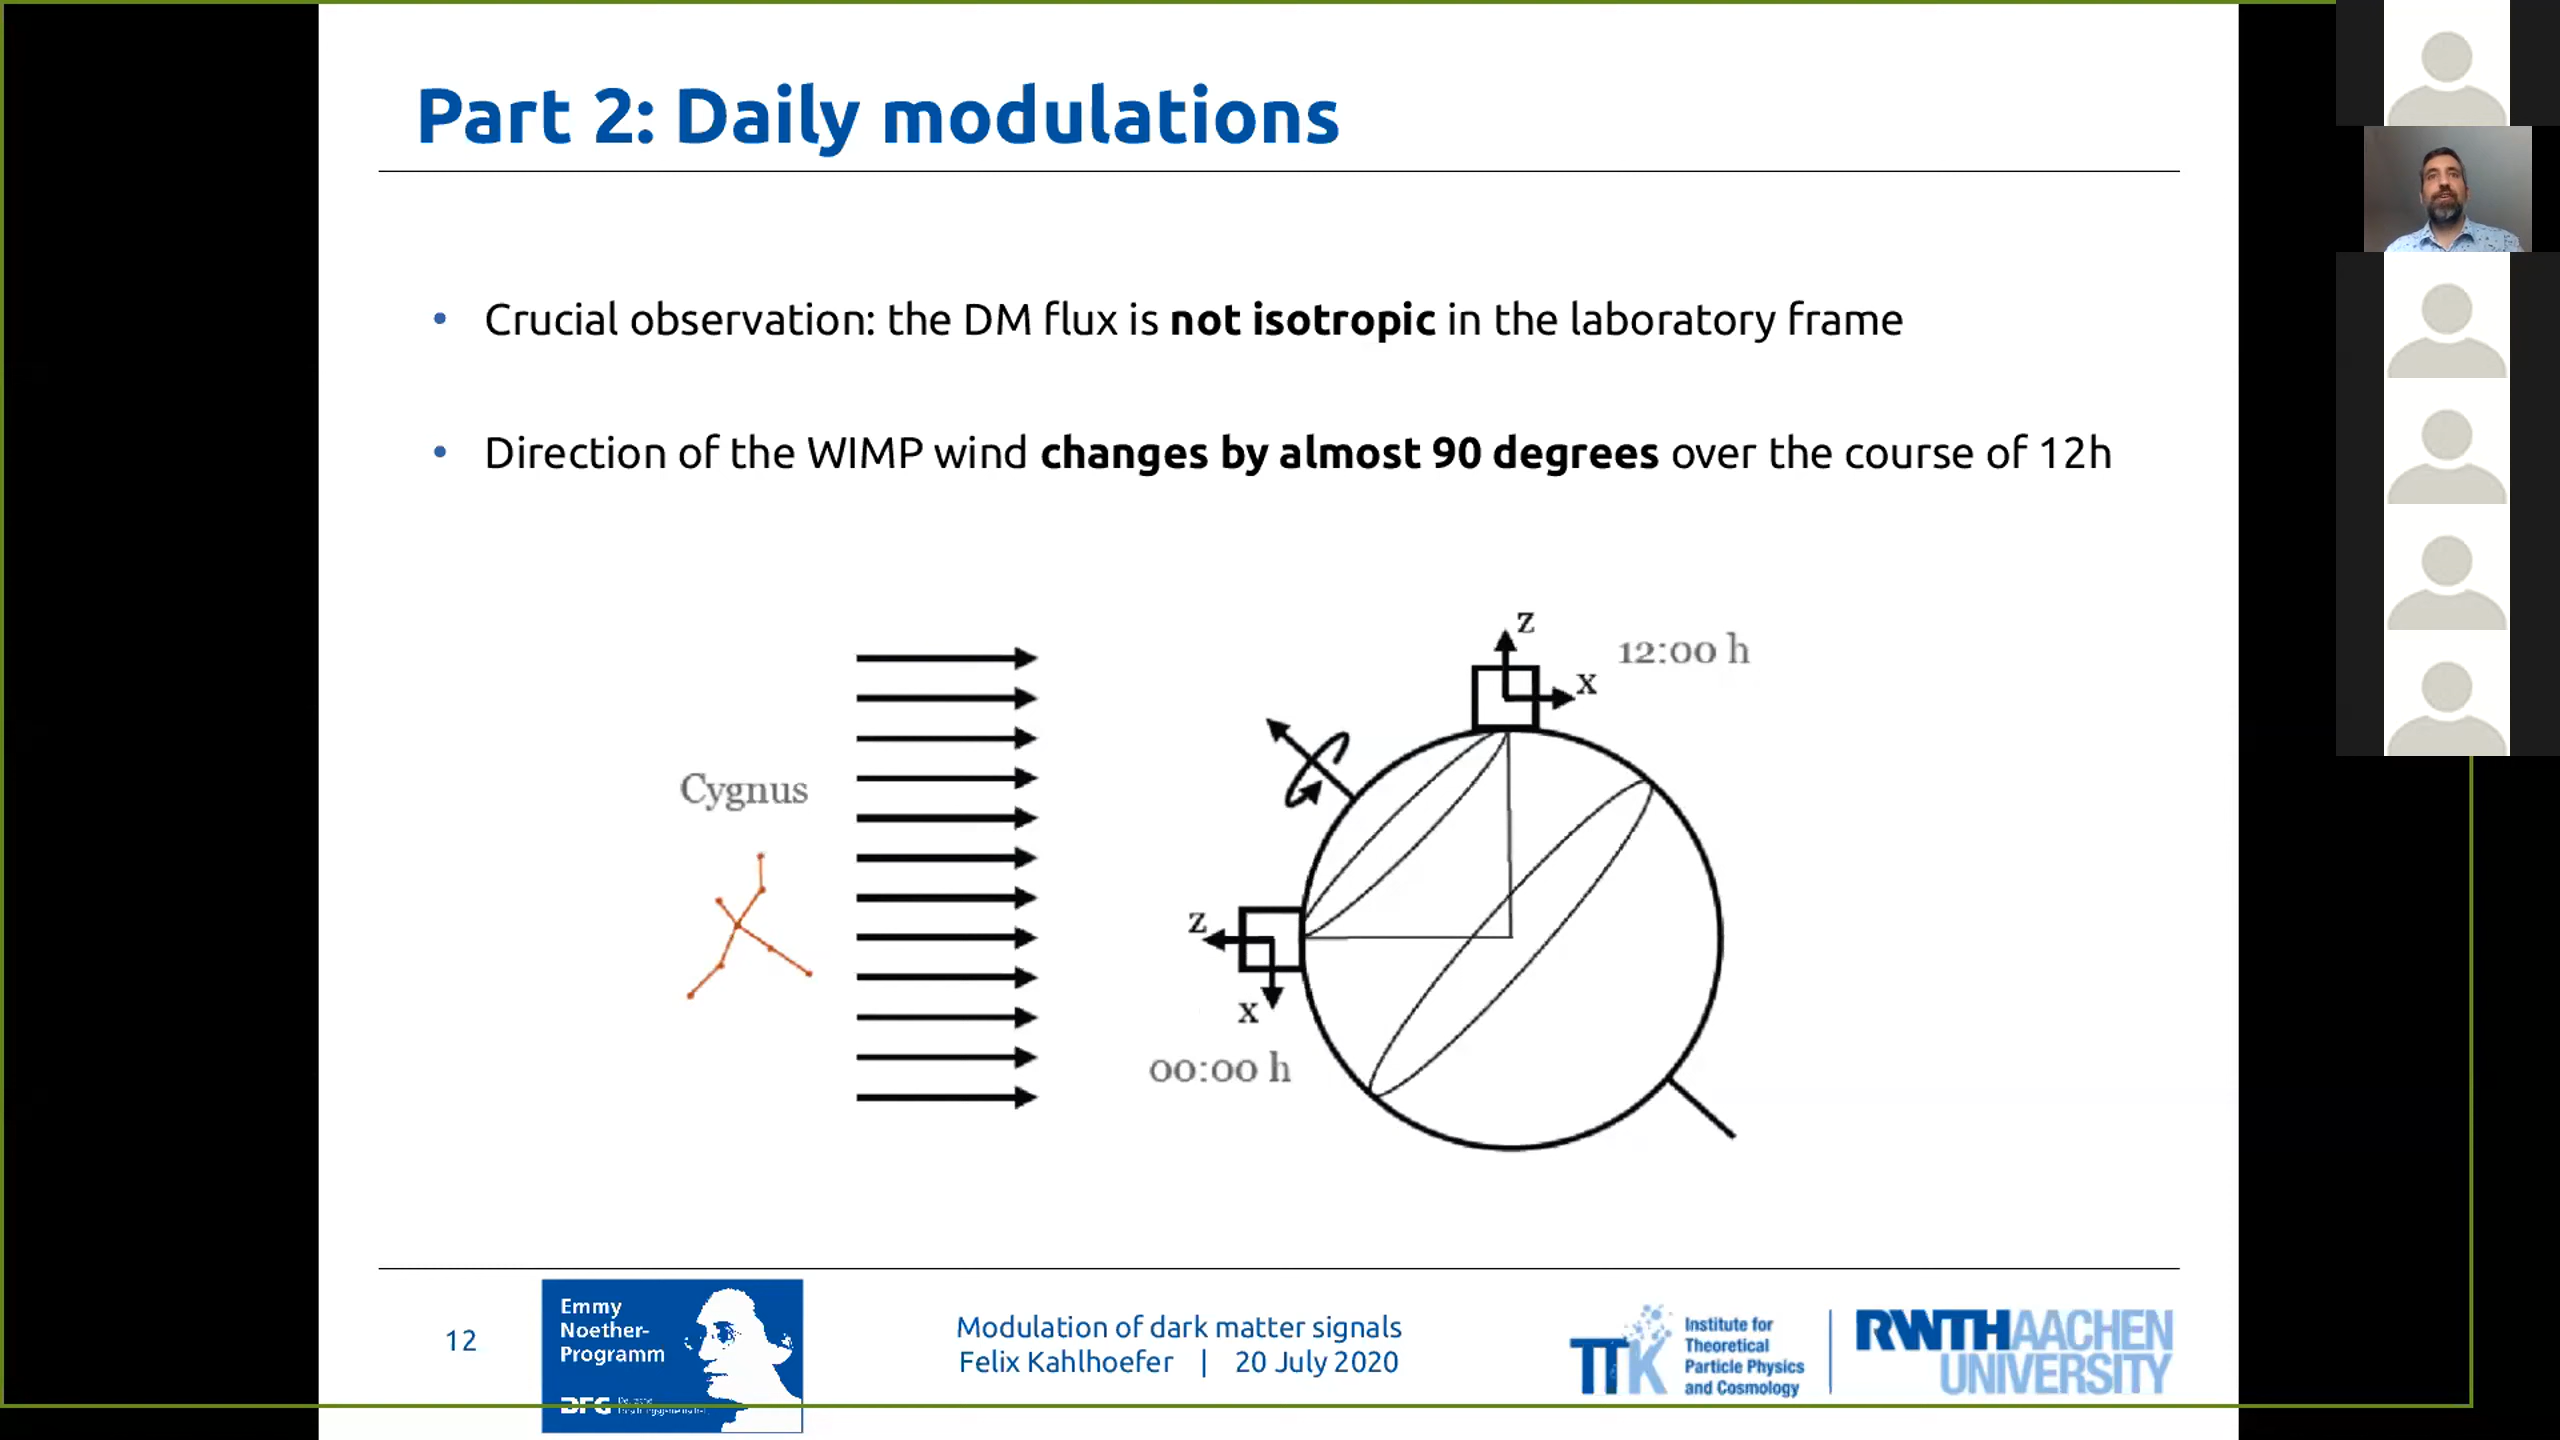 Part 2: Daily modulations
• Crucial observation: the DM flux is not isotropic in the laboratory frame
• Direction of the WIMP wind changes by almost 90 degrees over the course of 12h
z
12:00 h
x
Cygnus
z
x
00:00 h
12
Emmy
Noether-
Programm
DFG
Modulation of dark matter signals
Felix Kahlhoefer | 20 July 2020
TTK
Institute for
Theoretical
Particle Physics
and Cosmology
RWTH AACHEN
UNIVERSITY